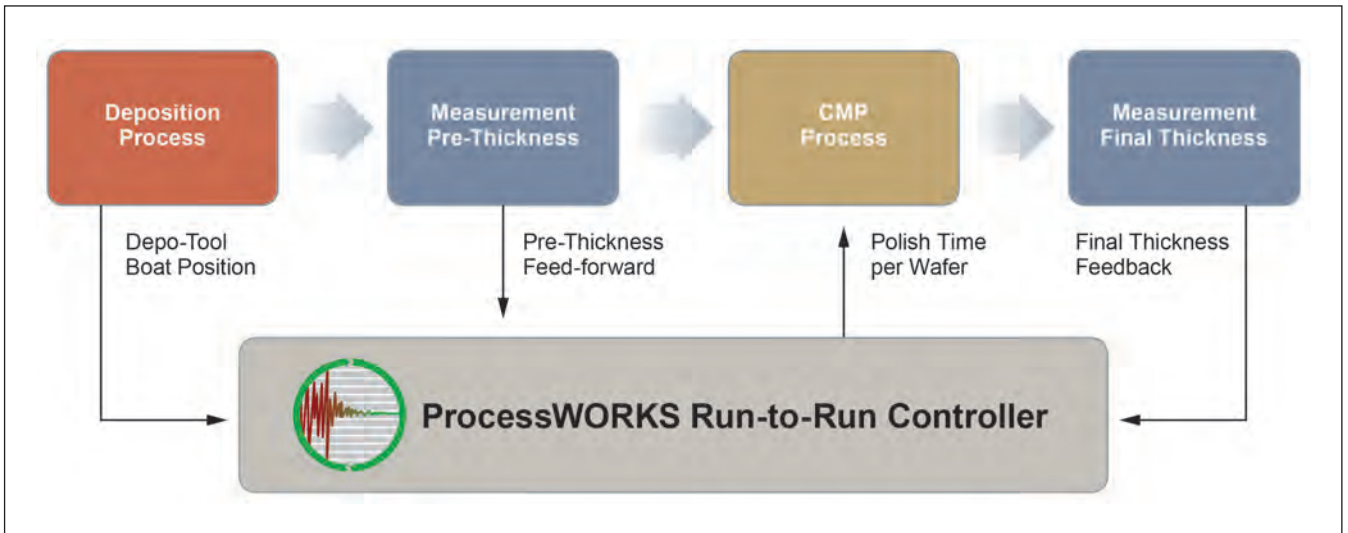 Deposition
Process
Measurement
Pre-Thickness
CMP
Process
Measurement
Final Thickness
Depo-Tool
Boat Position
Pre-Thickness
Feed-forward
Polish Time
per Wafer
Final Thickness
Feedback
ProcessWORKS Run-to-Run Controller